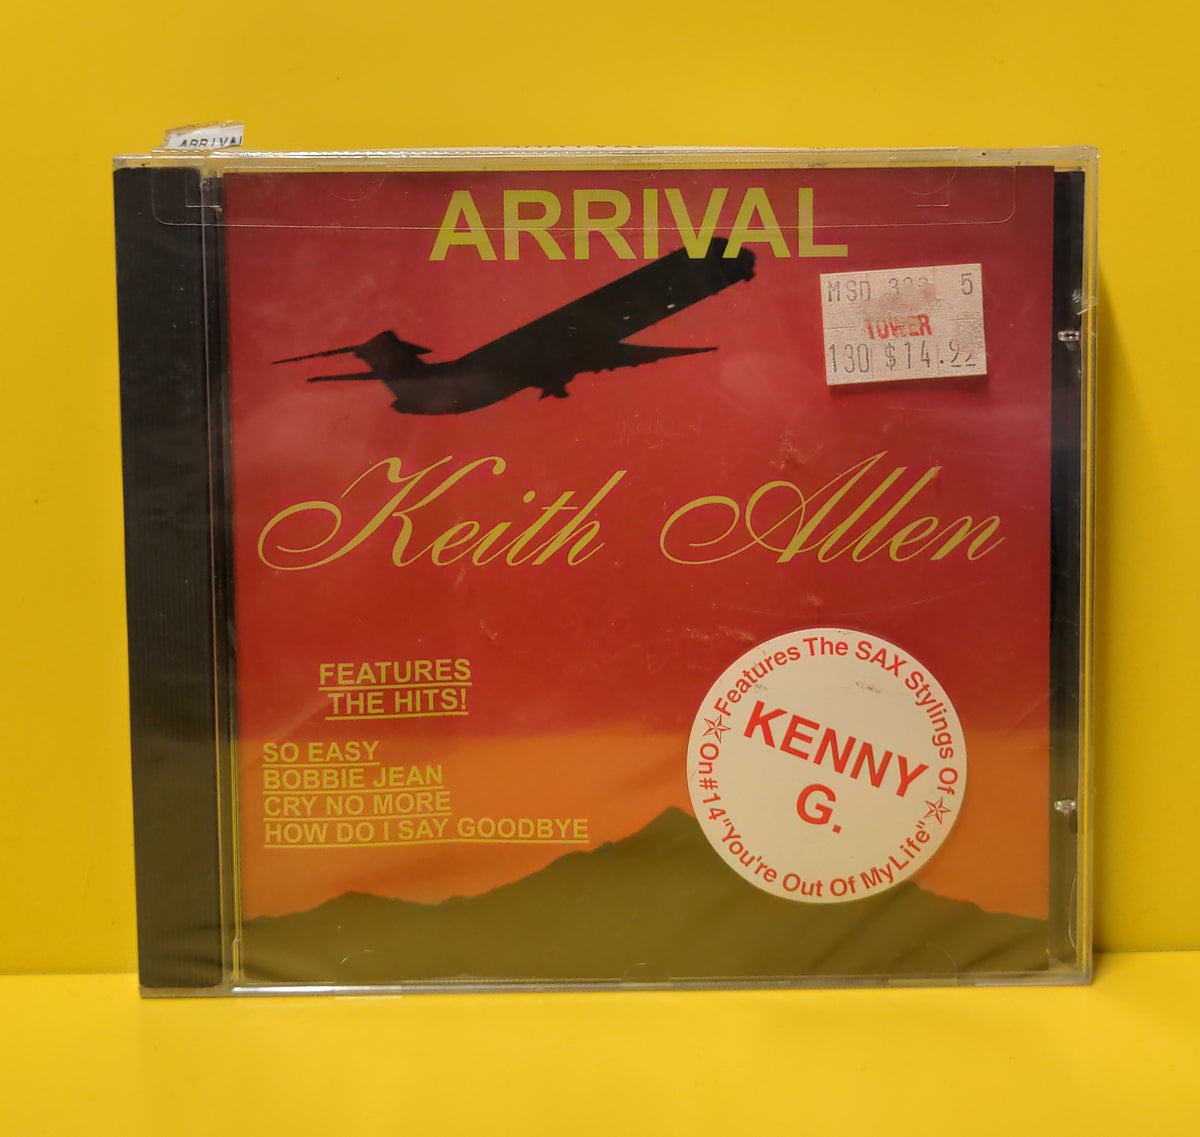 ARRIVAL
ARRIVAL
MSD 5
TOWER
130 $14.99
Keith Allen
FEATURES
THE HITS!
SO EASY
BOBBIE JEAN
CRY NO MORE
HOW DO I SAY GOODBYE
Features The SAX Stylings Of
KENNY
G.
On #14 "You're Out Of My Life"